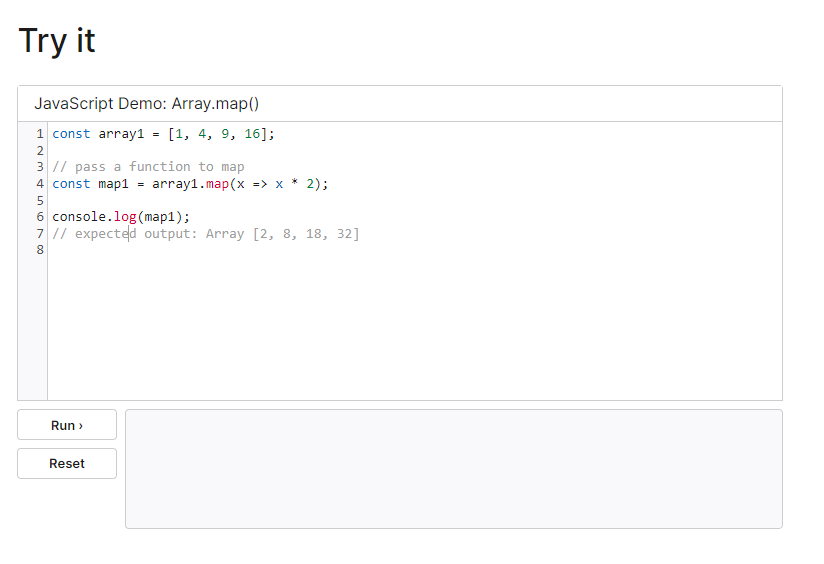 Try it
JavaScript Demo: Array.map()
1 const array1 = [1, 4, 9, 16];
2
3 // pass a function to map
4 const map1 = array1.map(x => x * 2);
5
6 console.log(map1);
7 // expected output: Array [2, 8, 18, 32]
8
Run ›
Reset